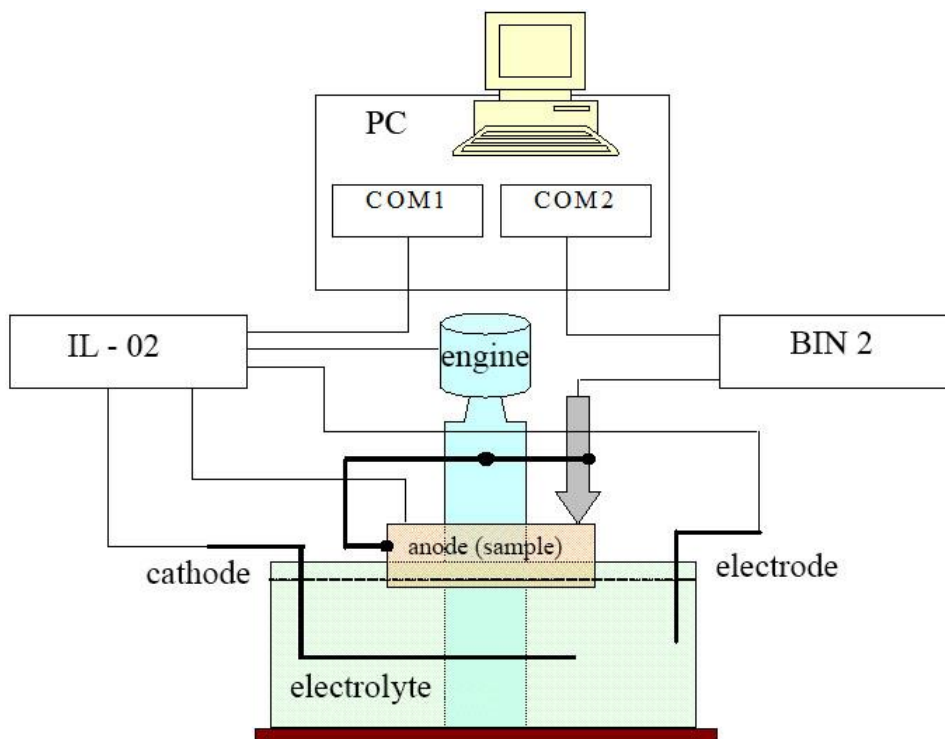 PC
COM1
COM2
IL - 02
engine
BIN 2
anode (sample)
cathode
electrode
electrolyte